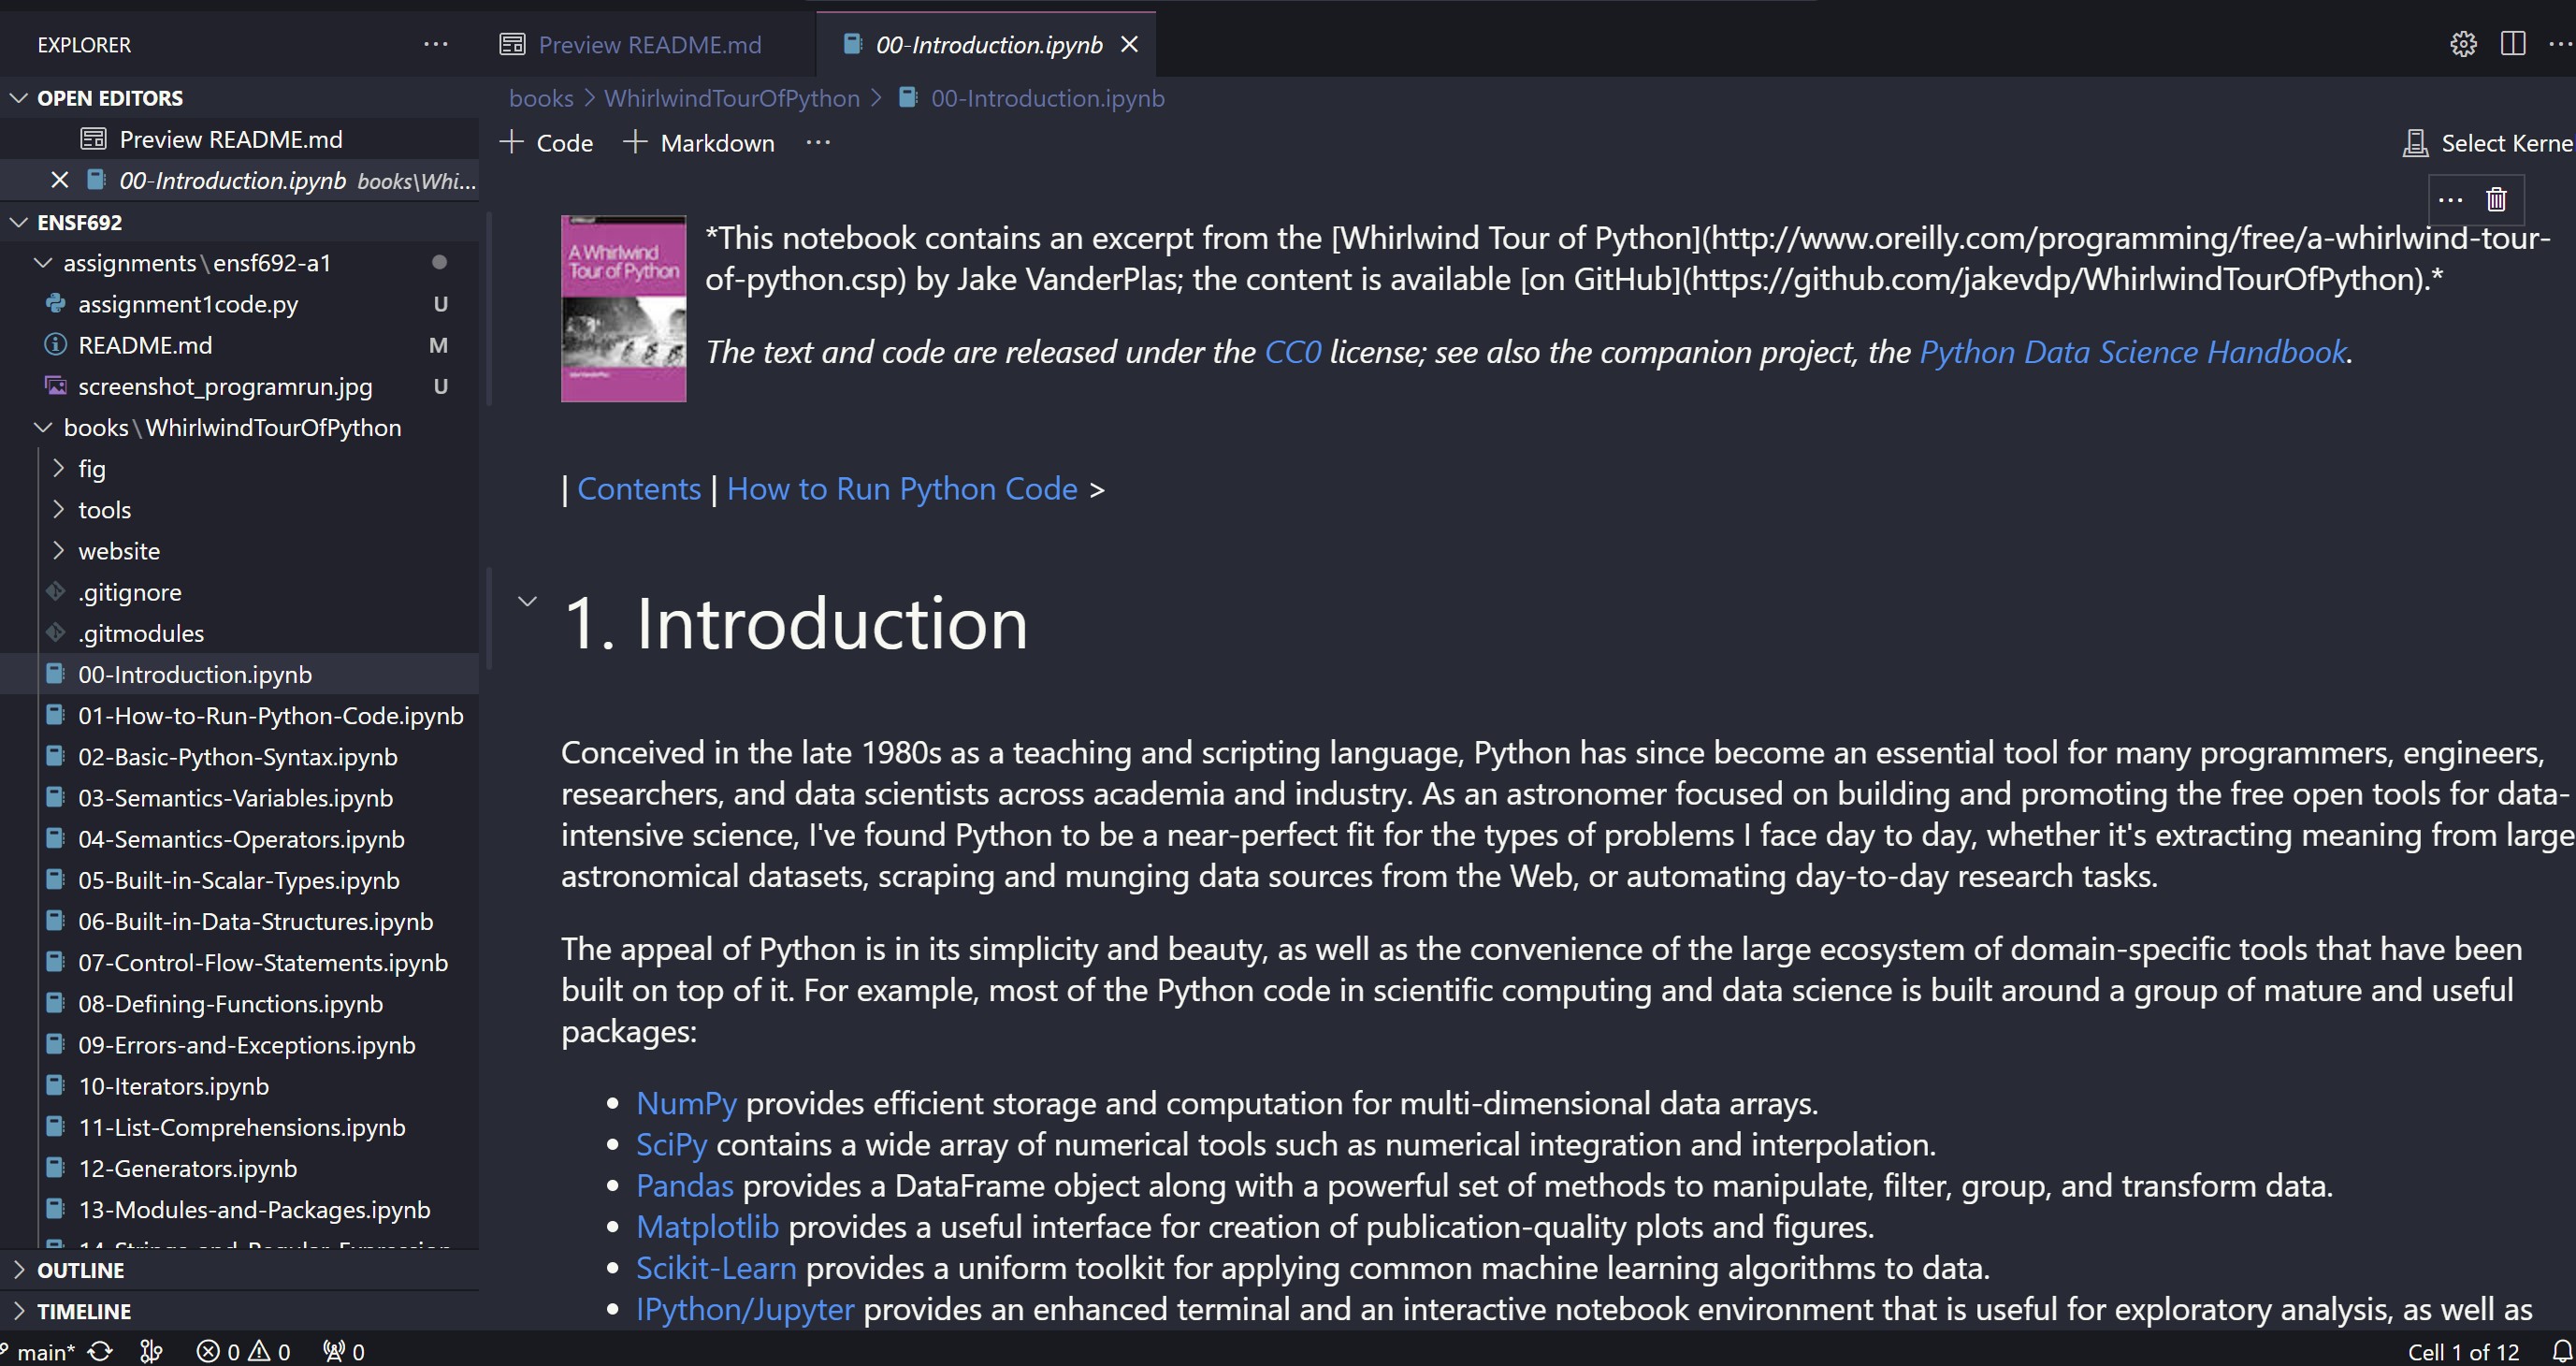 EXPLORER
Preview README.md
00-Introduction.ipynb
OPEN EDITORS
Preview README.md
00-Introduction.ipynb books\Whi...
ENSF692
assignments\ensf692-a1
assignment1code.py U
README.md M
screenshot_programrun.jpg U
books\WhirlwindTourOfPython
fig
tools
website
.gitignore
.gitmodules
00-Introduction.ipynb
01-How-to-Run-Python-Code.ipynb
02-Basic-Python-Syntax.ipynb
03-Semantics-Variables.ipynb
04-Semantics-Operators.ipynb
05-Built-in-Scalar-Types.ipynb
06-Built-in-Data-Structures.ipynb
07-Control-Flow-Statements.ipynb
08-Defining-Functions.ipynb
09-Errors-and-Exceptions.ipynb
10-Iterators.ipynb
11-List-Comprehensions.ipynb
12-Generators.ipynb
13-Modules-and-Packages.ipynb
OUTLINE
TIMELINE
books > WhirlwindTourOfPython > 00-Introduction.ipynb
+ Code + Markdown ...
Select Kerne
A Whirlwind
Tour of Python
*This notebook contains an excerpt from the [Whirlwind Tour of Python](http://www.oreilly.com/programming/free/a-whirlwind-tour-
of-python.csp) by Jake VanderPlas; the content is available [on GitHub](https://github.com/jakevdp/WhirlwindTourOfPython).*
The text and code are released under the CC0 license; see also the companion project, the Python Data Science Handbook.
| Contents | How to Run Python Code >
1. Introduction
Conceived in the late 1980s as a teaching and scripting language, Python has since become an essential tool for many programmers, engineers,
researchers, and data scientists across academia and industry. As an astronomer focused on building and promoting the free open tools for data-
intensive science, I've found Python to be a near-perfect fit for the types of problems I face day to day, whether it's extracting meaning from large
astronomical datasets, scraping and munging data sources from the Web, or automating day-to-day research tasks.
The appeal of Python is in its simplicity and beauty, as well as the convenience of the large ecosystem of domain-specific tools that have been
built on top of it. For example, most of the Python code in scientific computing and data science is built around a group of mature and useful
packages:
• NumPy provides efficient storage and computation for multi-dimensional data arrays.
• SciPy contains a wide array of numerical tools such as numerical integration and interpolation.
• Pandas provides a DataFrame object along with a powerful set of methods to manipulate, filter, group, and transform data.
• Matplotlib provides a useful interface for creation of publication-quality plots and figures.
• Scikit-Learn provides a uniform toolkit for applying common machine learning algorithms to data.
• IPython/Jupyter provides an enhanced terminal and an interactive notebook environment that is useful for exploratory analysis, as well as
main* 0 0 0
Cell 1 of 12